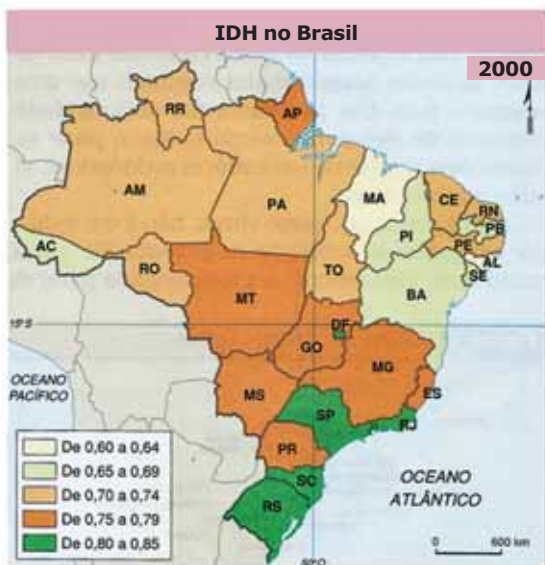 IDH no Brasil
2000
RR
AP
AM
PA
MA
CE
RN
PB
PE
AL
SE
PI
AC
RO
TO
BA
MT
15°S
DF
GO
MG
ES
MS
SP
RJ
PR
SC
RS
OCEANO
PACÍFICO
OCEANO
ATLÂNTICO
De 0,60 a 0,64
De 0,65 a 0,69
De 0,70 a 0,74
De 0,75 a 0,79
De 0,80 a 0,85
0 600 km
50°O